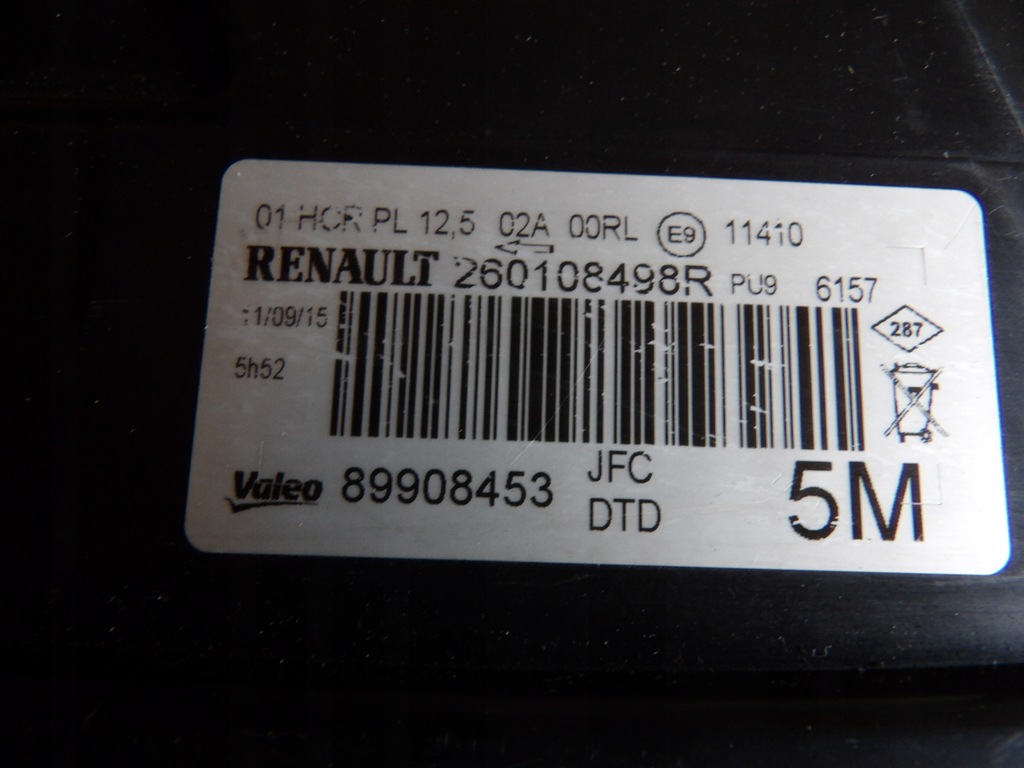 01 HCR PL 12,5 02A 00RL E9 11410
RENAULT 260108498R PU9 6157
11/09/15
287
5h52
Valeo 89908453 JFC
DTD
5M